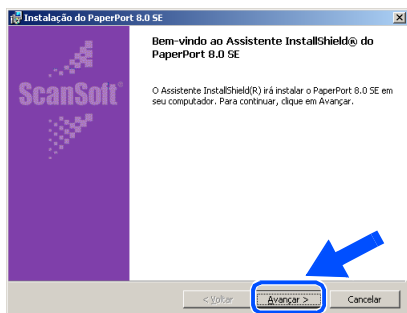 Instalação do PaperPort 8.0 SE
Bem-vindo ao Assistente InstallShield® do
PaperPort 8.0 SE
ScanSoft®
O Assistente InstallShield(R) irá instalar o PaperPort 8.0 SE em
seu computador. Para continuar, clique em Avançar.
< Voltar
Avançar >
Cancelar